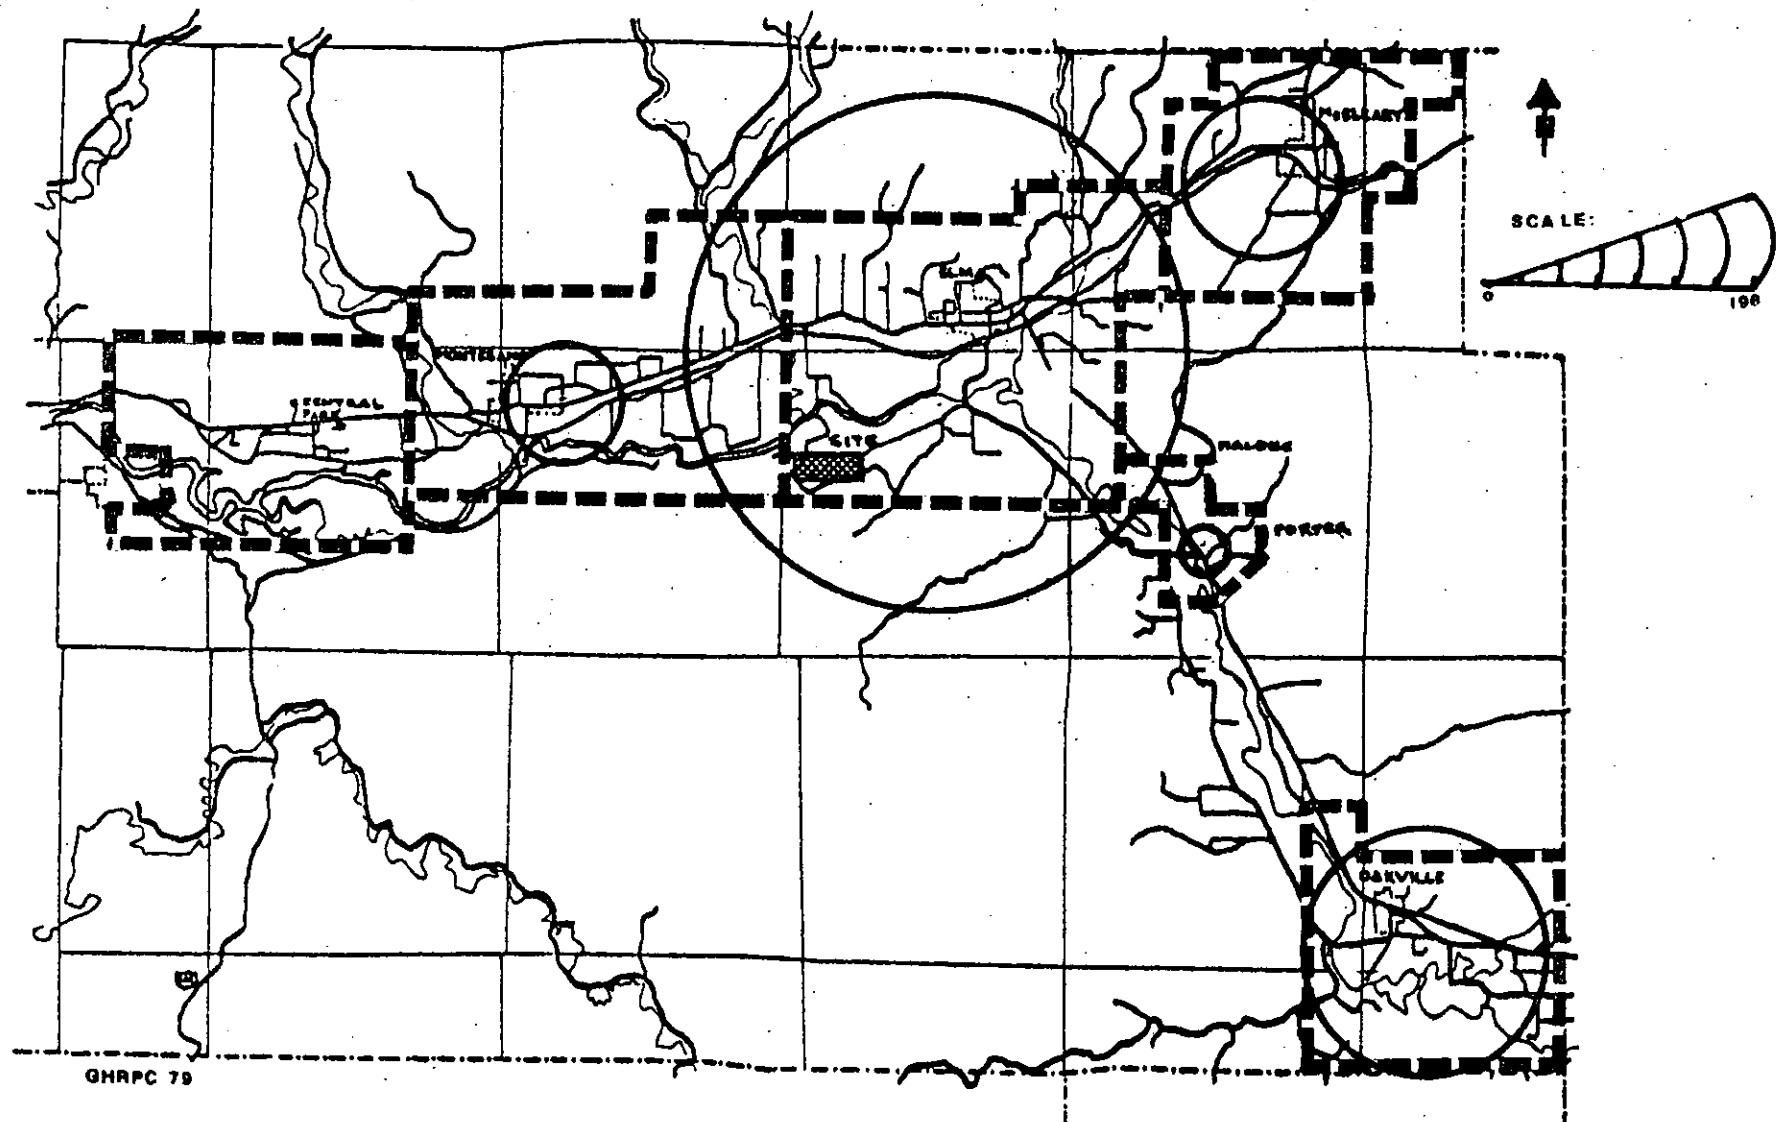 McCLEARY
SCALE:
0
198
ELMA
MONTESANO
CENTRAL
PARK
SITE
MALONE
PORTER
OAKVILLE
GHRPC 79